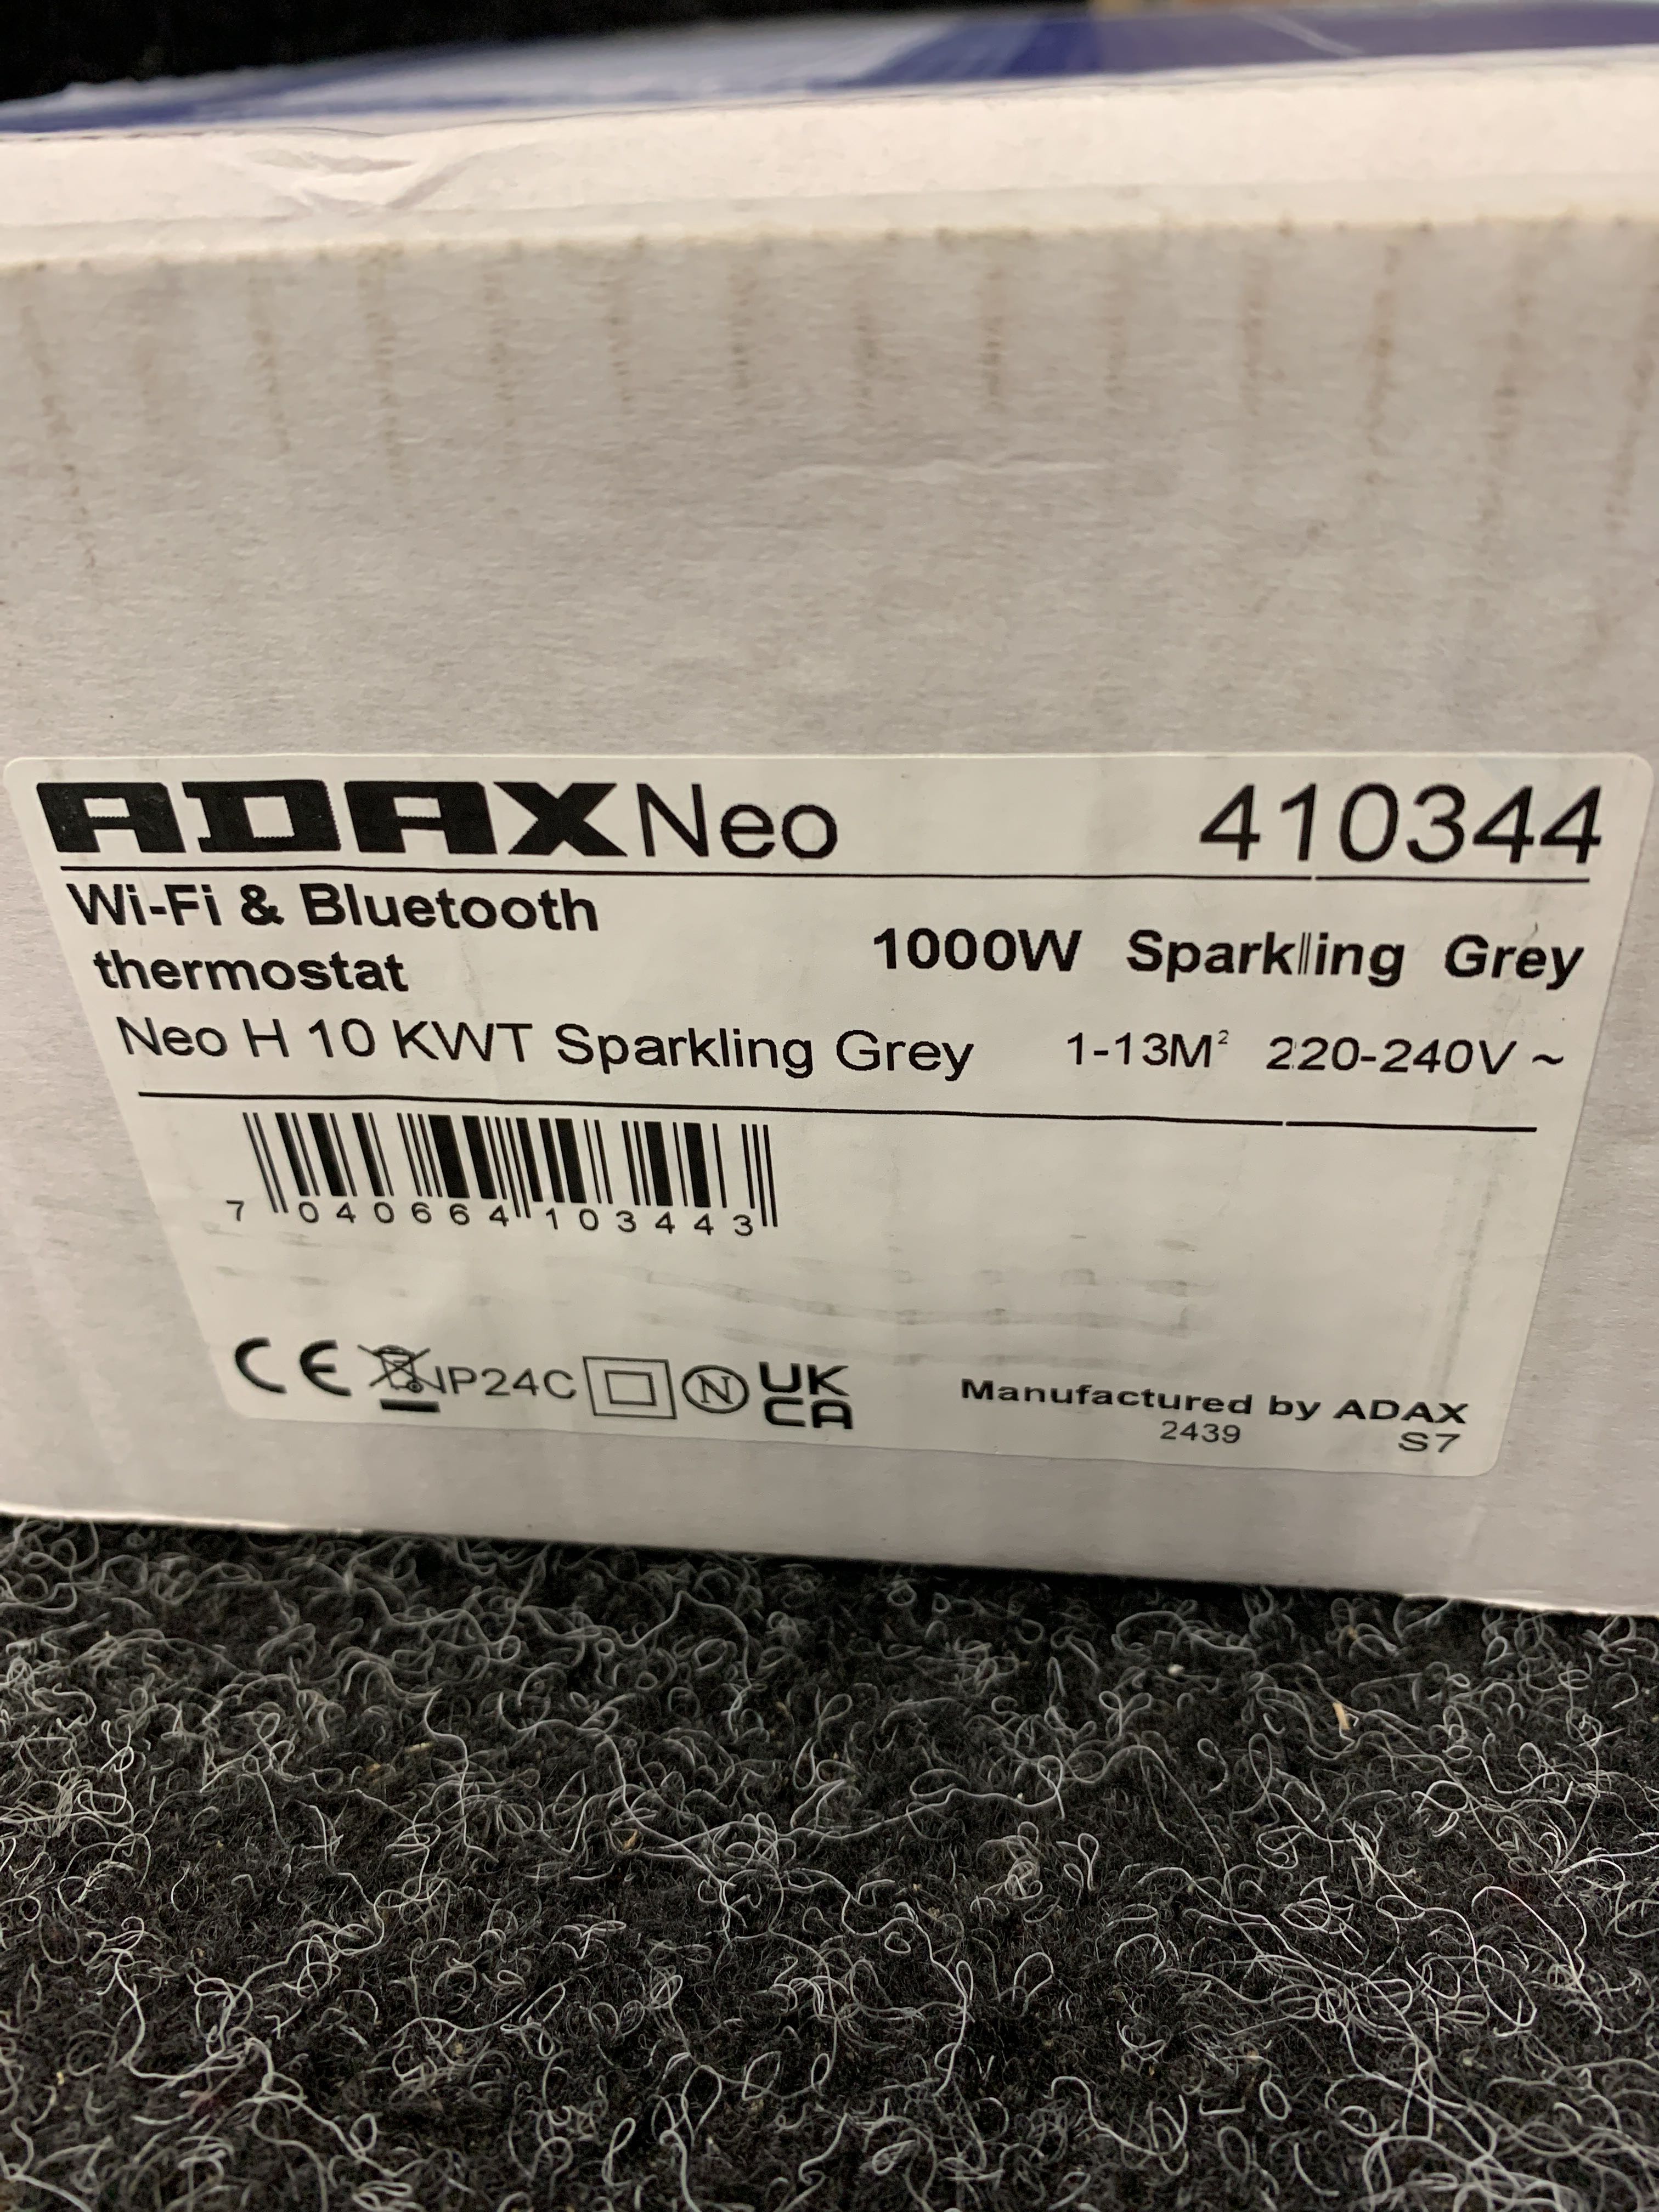 ADAX Neo 410344
Wi-Fi & Bluetooth
thermostat
1000W Sparkling Grey
Neo H 10 KWT Sparkling Grey 1-13M² 220-240V ~
7 040664 103443
CE IP24C N UK
CA
Manufactured by ADAX
2439 S7